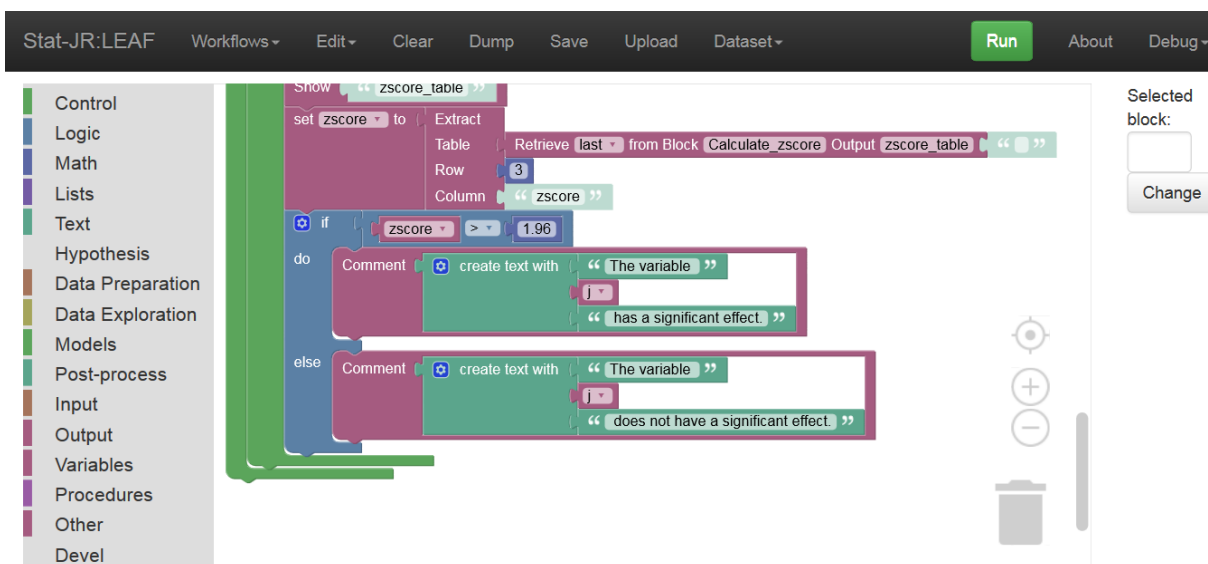 Stat-JR:LEAF Workflows Edit Clear Dump Save Upload Dataset Run About Debug
Control
Logic
Math
Lists
Text
Hypothesis
Data Preparation
Data Exploration
Models
Post-process
Input
Output
Variables
Procedures
Other
Devel
Show “ zscore_table ”
set zscore to Extract
Table Retrieve last from Block Calculate_zscore Output zscore_table “ ”
Row 3
Column “ zscore ”
if zscore > 1.96
do Comment create text with “ The variable ”
j
“ has a significant effect. ”
else Comment create text with “ The variable ”
j
“ does not have a significant effect. ”
Selected
block:
Change